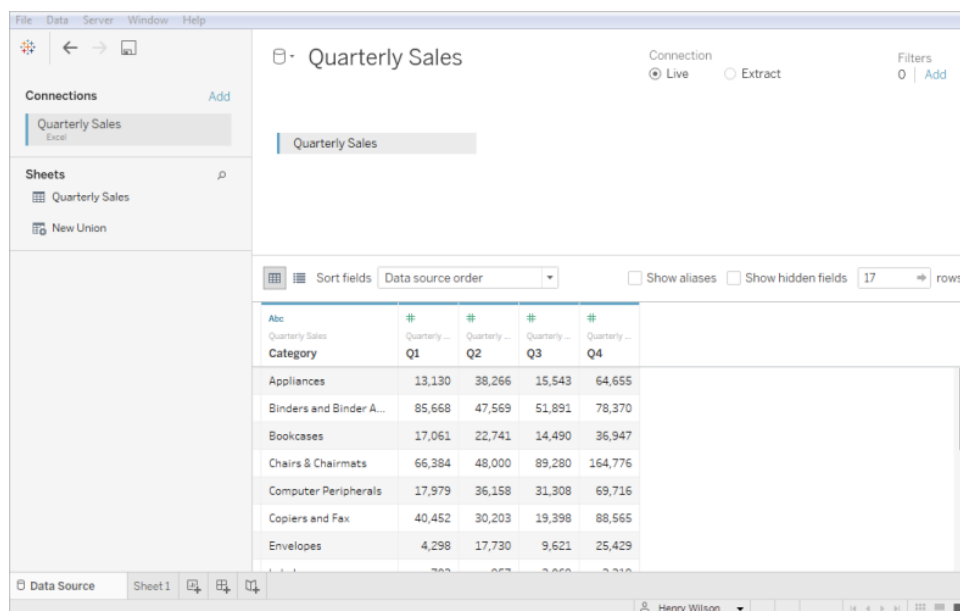 File Data Server Window Help
Connections Add
Quarterly Sales
Excel
Sheets
Quarterly Sales
New Union
Quarterly Sales
Connection
Live Extract
Filters
0 Add
Quarterly Sales
Sort fields Data source order Show aliases Show hidden fields 17 rows
Abc # # # #
Quarterly Sales Quarterly ... Quarterly ... Quarterly ... Quarterly ...
Category Q1 Q2 Q3 Q4
Appliances 13,130 38,266 15,543 64,655
Binders and Binder A... 85,668 47,569 51,891 78,370
Bookcases 17,061 22,741 14,490 36,947
Chairs & Chairmats 66,384 48,000 89,280 164,776
Computer Peripherals 17,979 36,158 31,308 69,716
Copiers and Fax 40,452 30,203 19,398 88,565
Envelopes 4,298 17,730 9,621 25,429
Data Source Sheet 1
Henry Wilson